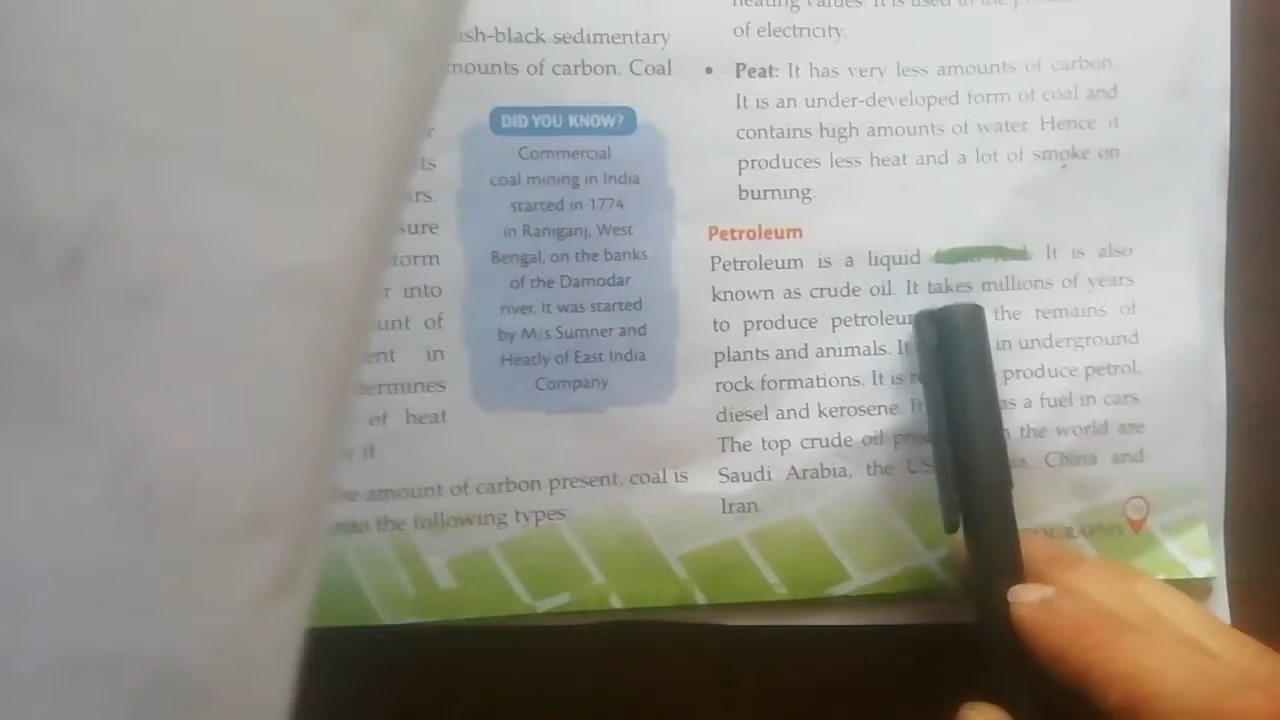 ish-black sedimentary
mounts of carbon. Coal
r
ts
rs.
sure
form
r into
unt of
ent in
termines
of heat
it.
DID YOU KNOW?
Commercial
coal mining in India
started in 1774
in Raniganj, West
Bengal, on the banks
of the Damodar
river. It was started
by M/s Sumner and
Heatly of East India
Company.
he amount of carbon present, coal is
into the following types
of electricity.
• Peat: It has very less amounts of carbon.
It is an under-developed form of coal and
contains high amounts of water. Hence it
produces less heat and a lot of smoke on
burning.
Petroleum
Petroleum is a liquid It is also
known as crude oil. It takes millions of years
to produce petroleum the remains of
plants and animals. It in underground
rock formations. It is produce petrol,
diesel and kerosene. It as a fuel in cars.
The top crude oil in the world are
Saudi Arabia, the China and
Iran.